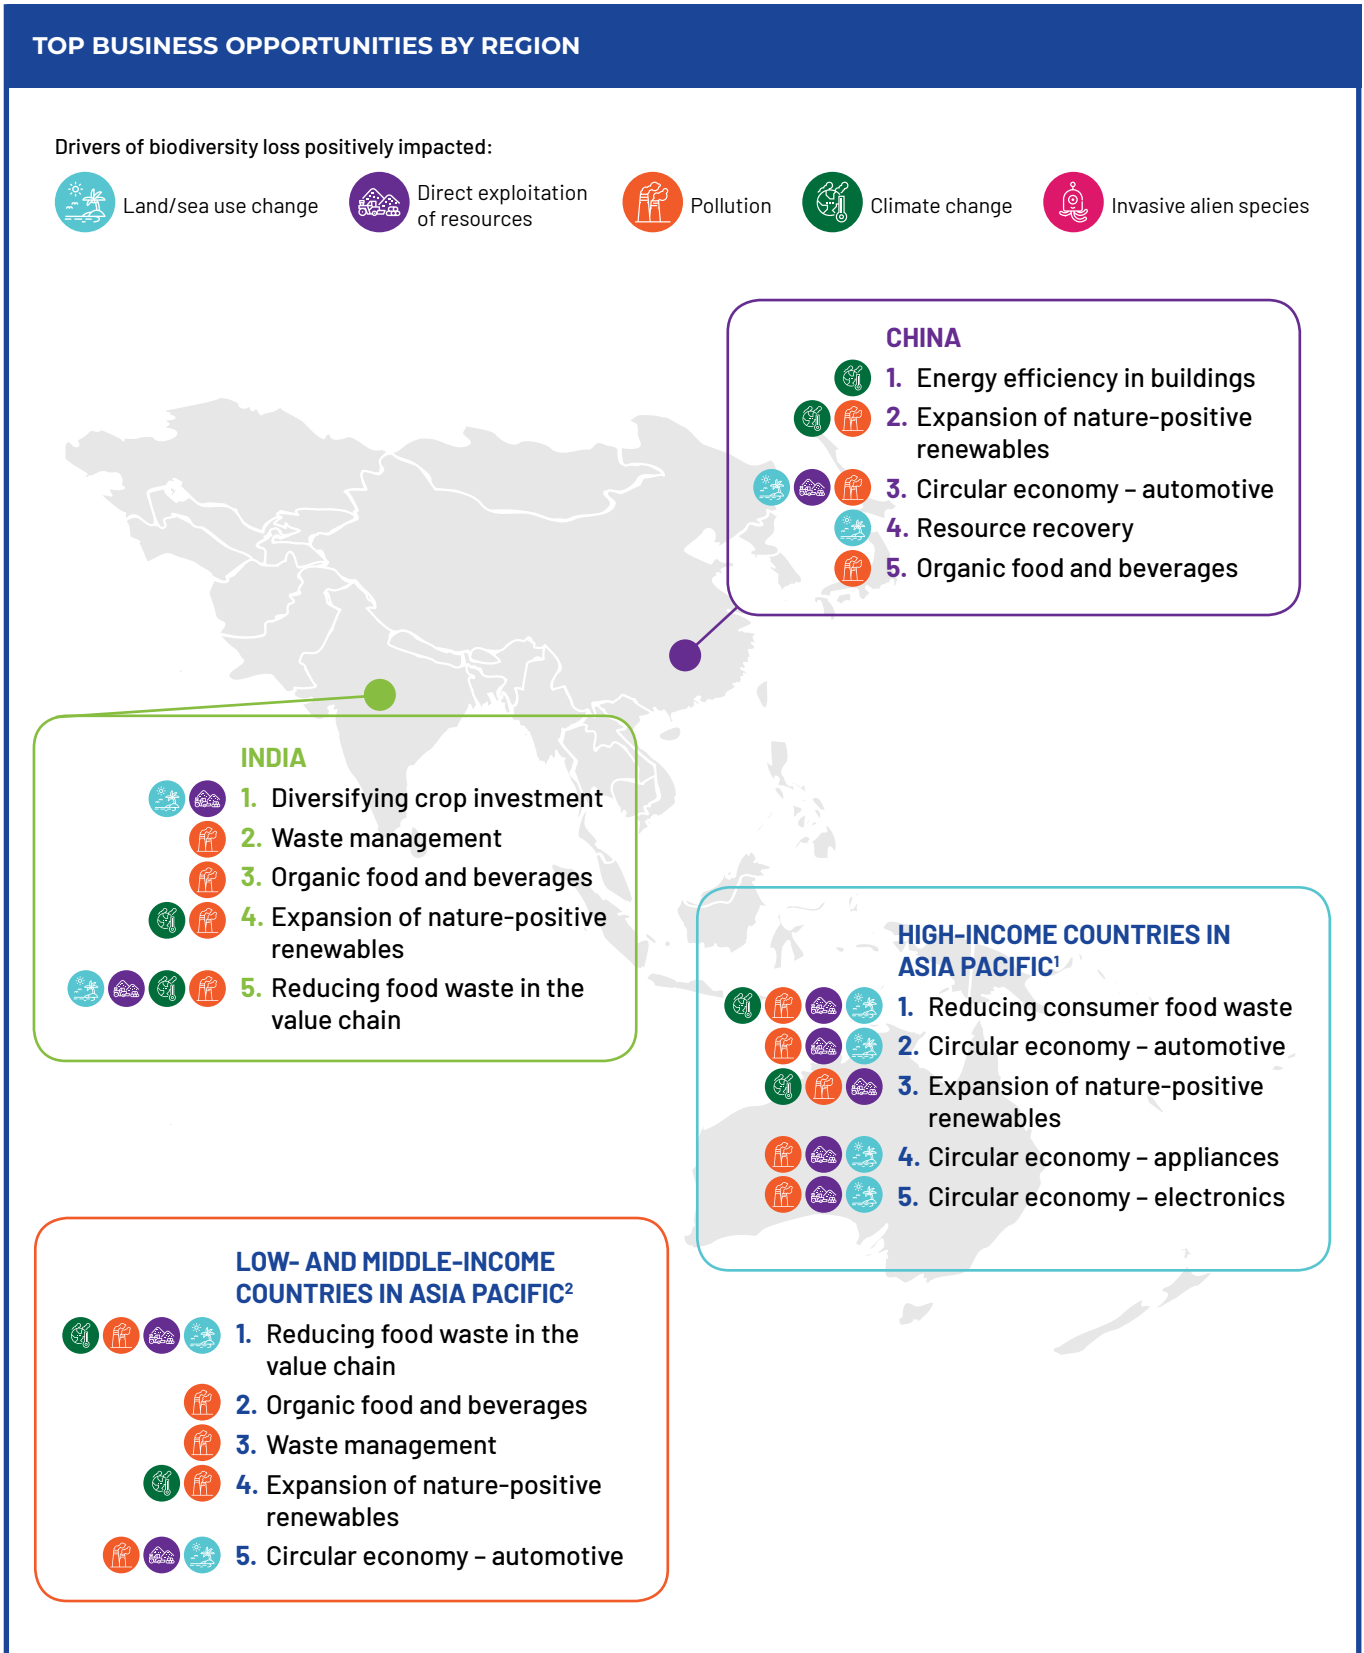 TOP BUSINESS OPPORTUNITIES BY REGION
Drivers of biodiversity loss positively impacted:
Land/sea use change
Direct exploitation
of resources
Pollution
Climate change
Invasive alien species
CHINA
1. Energy efficiency in buildings
2. Expansion of nature-positive
renewables
3. Circular economy – automotive
4. Resource recovery
5. Organic food and beverages
INDIA
1. Diversifying crop investment
2. Waste management
3. Organic food and beverages
4. Expansion of nature-positive
renewables
5. Reducing food waste in the
value chain
HIGH-INCOME COUNTRIES IN
ASIA PACIFIC¹
1. Reducing consumer food waste
2. Circular economy – automotive
3. Expansion of nature-positive
renewables
4. Circular economy – appliances
5. Circular economy – electronics
LOW- AND MIDDLE-INCOME
COUNTRIES IN ASIA PACIFIC²
1. Reducing food waste in the
value chain
2. Organic food and beverages
3. Waste management
4. Expansion of nature-positive
renewables
5. Circular economy – automotive